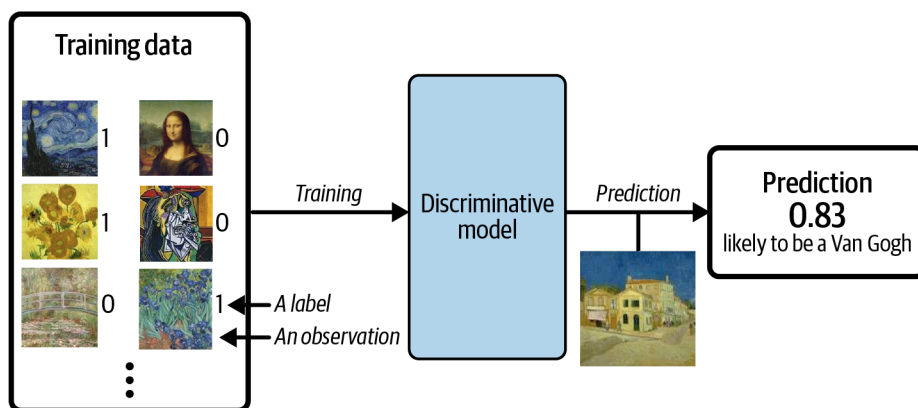 Training data
1
0
1
0
0
1
A label
An observation
Training
Discriminative
model
Prediction
Prediction
0.83
likely to be a Van Gogh